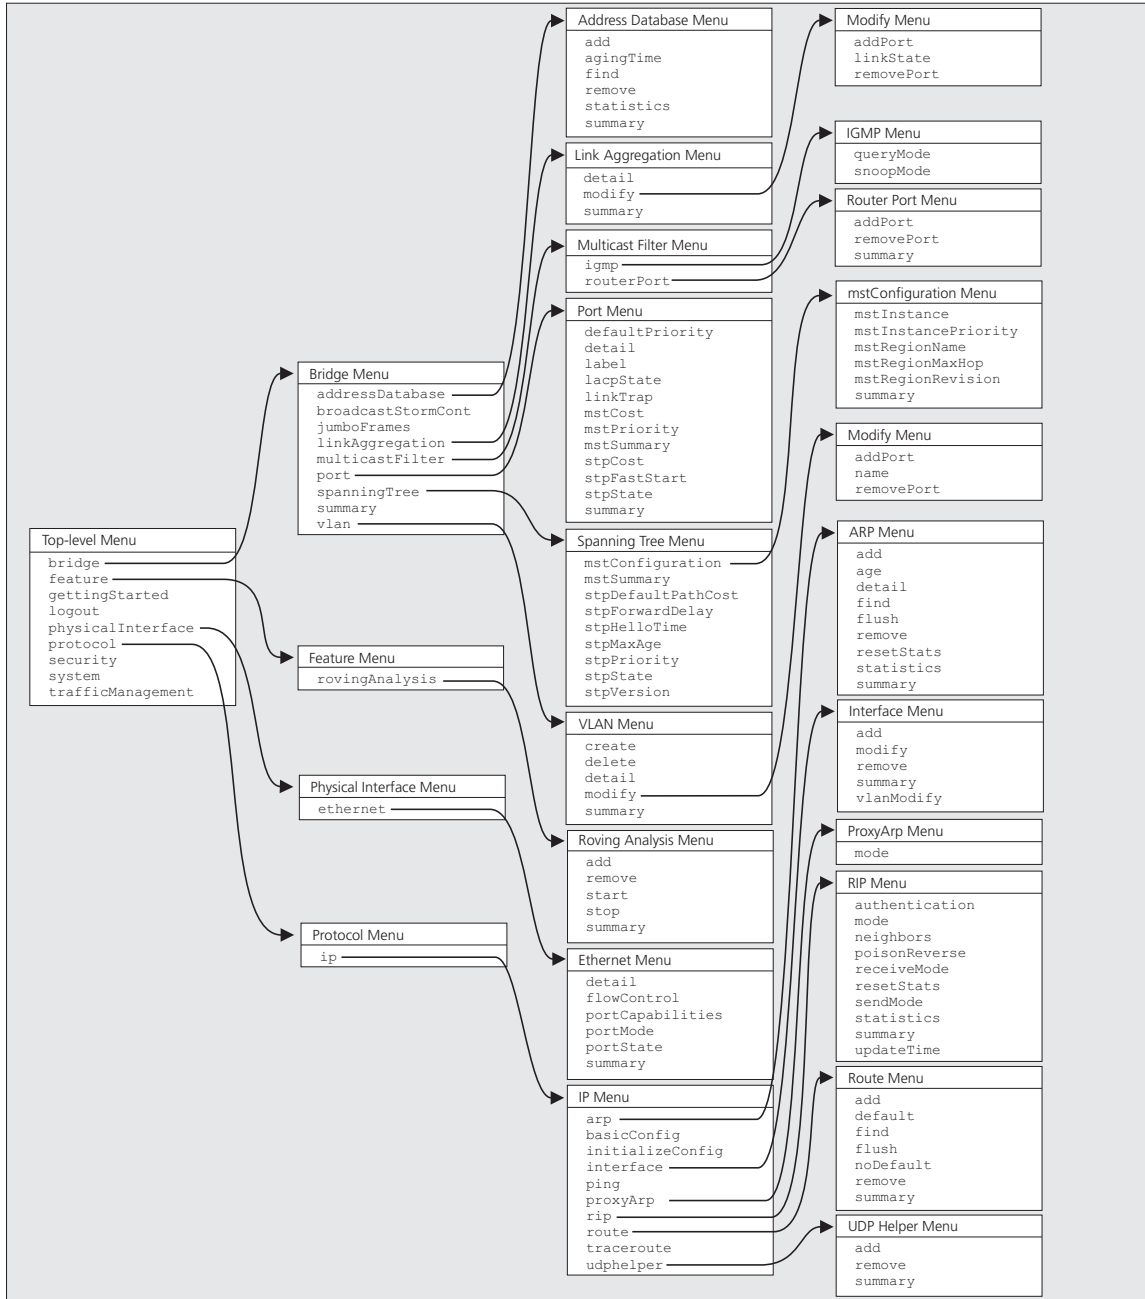 Top-level Menu
bridge
feature
gettingStarted
logout
physicalInterface
protocol
security
system
trafficManagement
Bridge Menu
addressDatabase
broadcastStormCont
jumboFrames
linkAggregation
multicastFilter
port
spanningTree
summary
vlan
Feature Menu
rovingAnalysis
Physical Interface Menu
ethernet
Protocol Menu
ip
Address Database Menu
add
agingTime
find
remove
statistics
summary
Link Aggregation Menu
detail
modify
summary
Multicast Filter Menu
igmp
routerPort
Port Menu
defaultPriority
detail
label
lacpState
linkTrap
mstCost
mstPriority
mstSummary
stpCost
stpFastStart
stpState
summary
Spanning Tree Menu
mstConfiguration
mstSummary
stpDefaultPathCost
stpForwardDelay
stpHelloTime
stpMaxAge
stpPriority
stpState
stpVersion
VLAN Menu
create
delete
detail
modify
summary
Roving Analysis Menu
add
remove
start
stop
summary
Ethernet Menu
detail
flowControl
portCapabilities
portMode
portState
summary
IP Menu
arp
basicConfig
initializeConfig
interface
ping
proxyArp
rip
route
traceroute
udphelper
Modify Menu
addPort
linkState
removePort
IGMP Menu
queryMode
snoopMode
Router Port Menu
addPort
removePort
summary
mstConfiguration Menu
mstInstance
mstInstancePriority
mstRegionName
mstRegionMaxHop
mstRegionRevision
summary
Modify Menu
addPort
name
removePort
ARP Menu
add
age
detail
find
flush
remove
resetStats
statistics
summary
Interface Menu
add
modify
remove
summary
vlanModify
ProxyArp Menu
mode
RIP Menu
authentication
mode
neighbors
poisonReverse
receiveMode
resetStats
sendMode
statistics
summary
updateTime
Route Menu
add
default
find
flush
noDefault
remove
summary
UDP Helper Menu
add
remove
summary